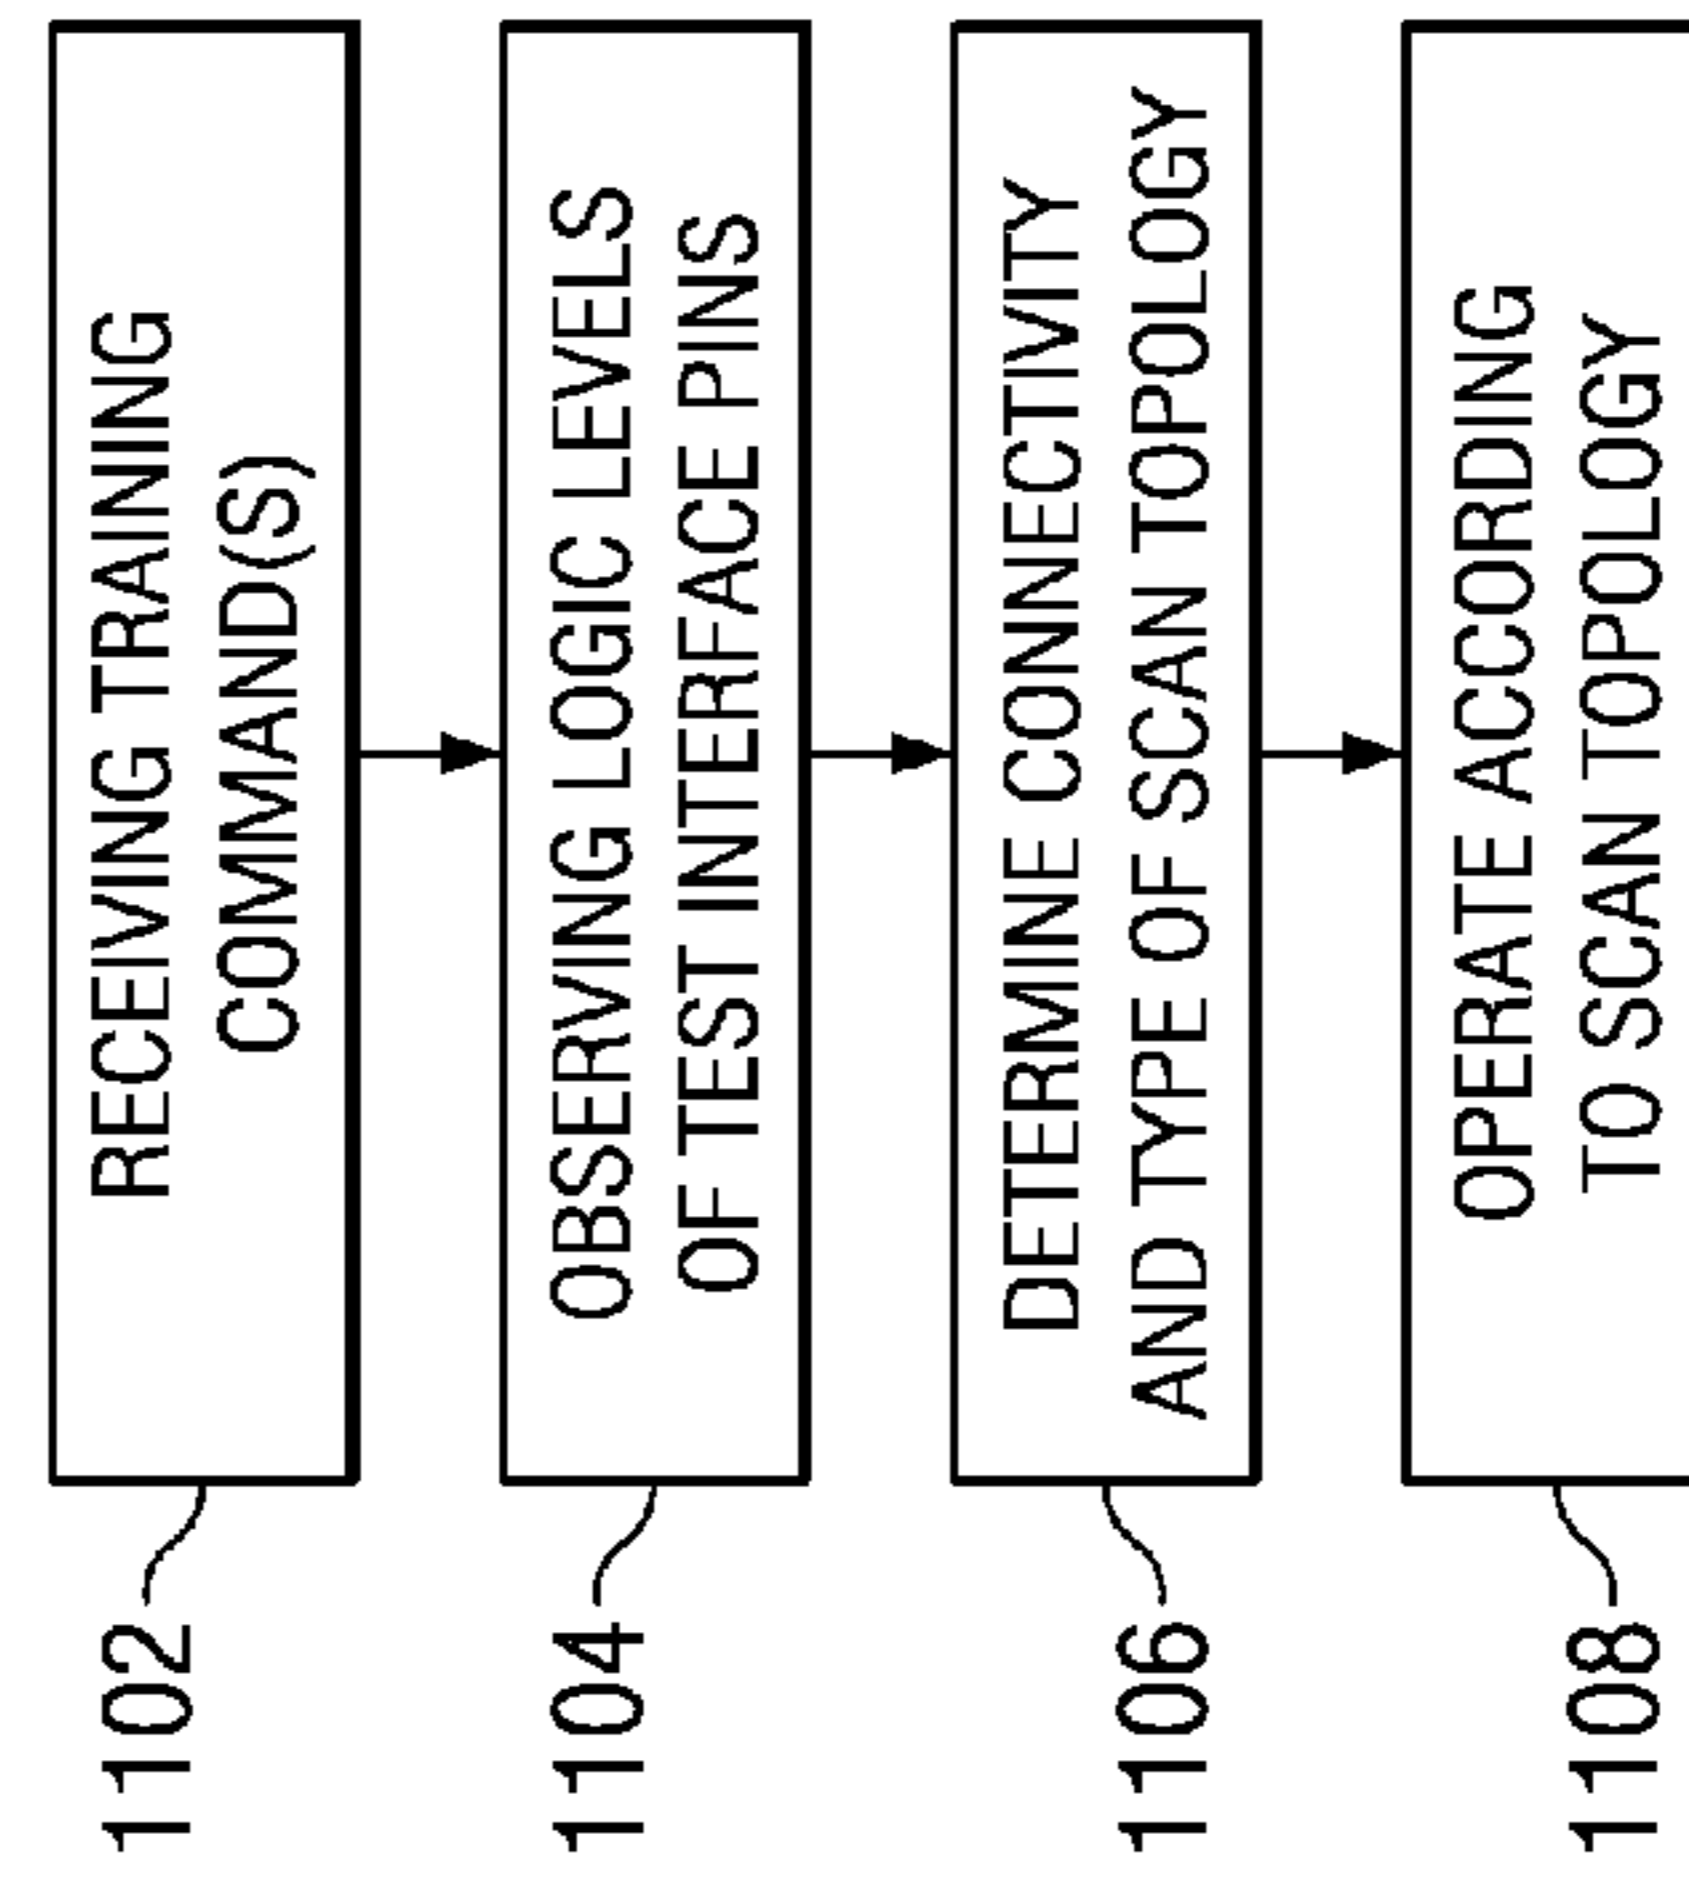 RECEIVING TRAINING
COMMAND(S)
1102
OBSERVING LOGIC LEVELS
OF TEST INTERFACE PINS
1104
DETERMINE CONNECTIVITY
AND TYPE OF SCAN TOPOLOGY
1106
OPERATE ACCORDING
TO SCAN TOPOLOGY
1108